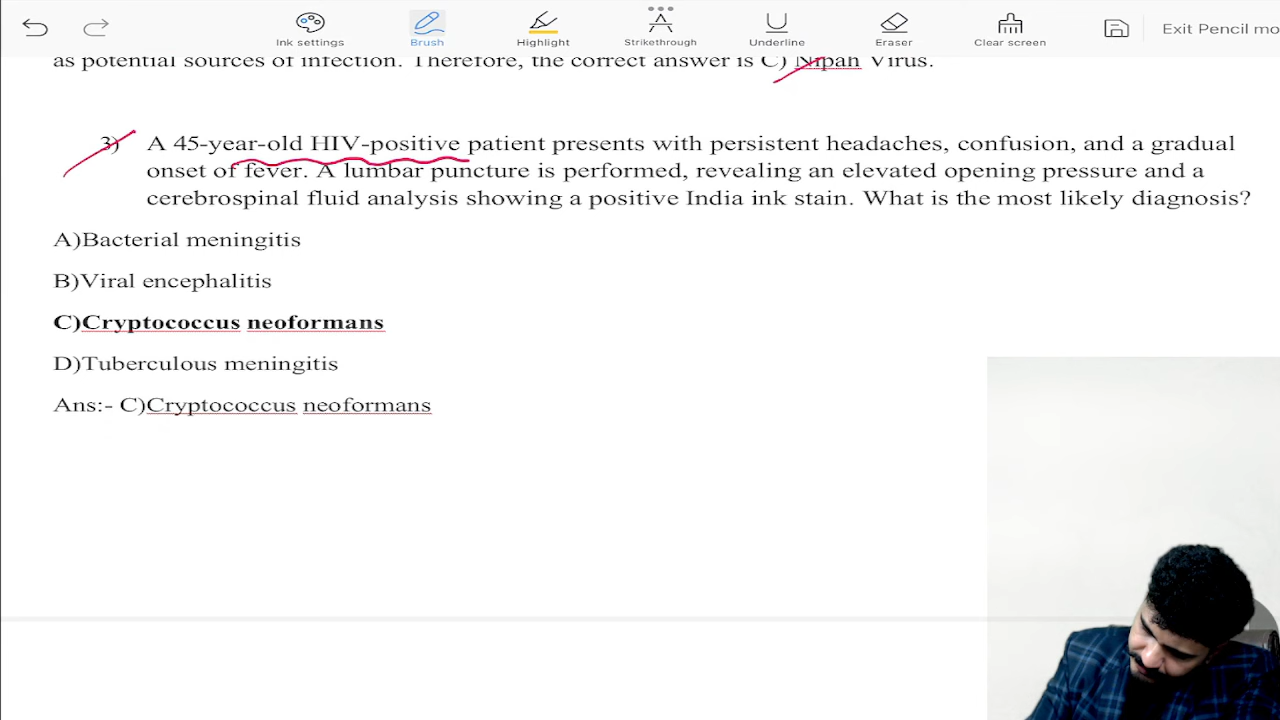 Ink settings
Brush
Highlight
Strikethrough
Underline
Eraser
Clear screen
Exit Pencil mo
as potential sources of infection. Therefore, the correct answer is C) Nipah Virus.
3) A 45-year-old HIV-positive patient presents with persistent headaches, confusion, and a gradual
onset of fever. A lumbar puncture is performed, revealing an elevated opening pressure and a
cerebrospinal fluid analysis showing a positive India ink stain. What is the most likely diagnosis?
A)Bacterial meningitis
B)Viral encephalitis
C)Cryptococcus neoformans
D)Tuberculous meningitis
Ans:- C)Cryptococcus neoformans